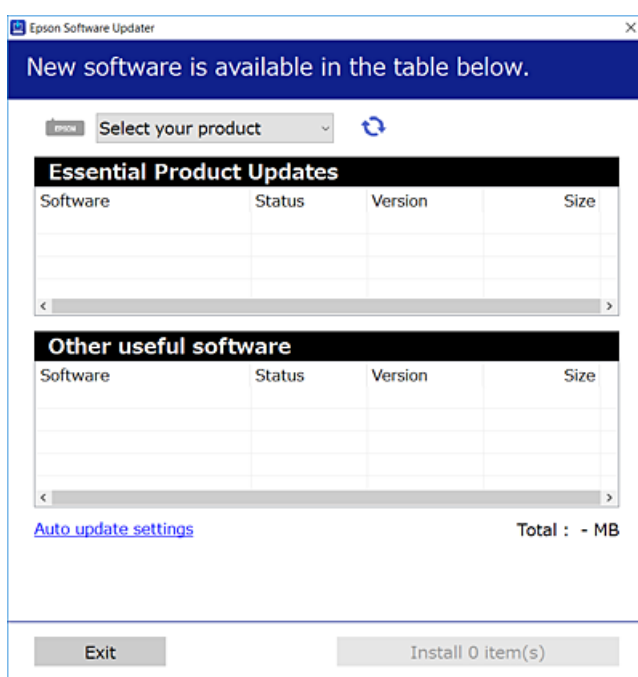 Epson Software Updater
New software is available in the table below.
EPSON Select your product
Essential Product Updates
Software Status Version Size
Other useful software
Software Status Version Size
Auto update settings Total : - MB
Exit Install 0 item(s)